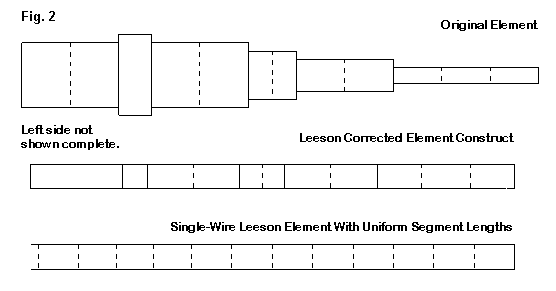 Fig. 2
Original Element
Left side not
shown complete.
Leeson Corrected Element Construct
Single-Wire Leeson Element With Uniform Segment Lengths